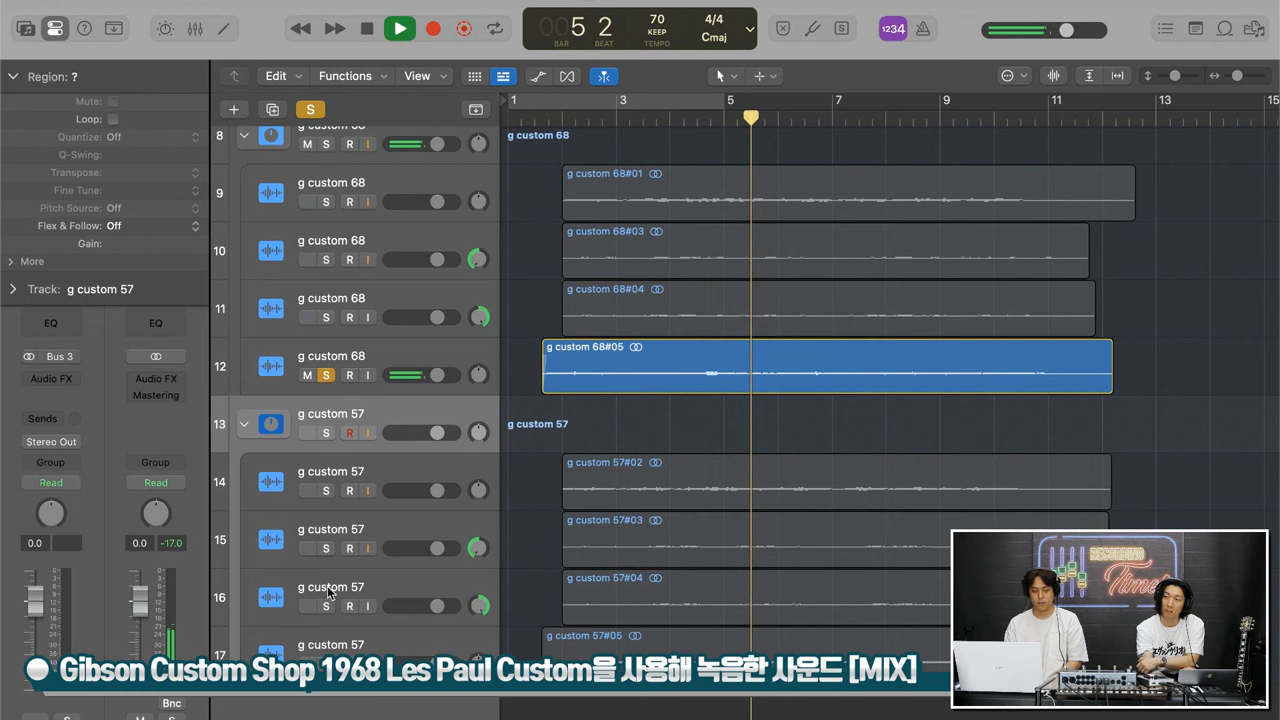 5 2
BAR BEAT
70
KEEP
TEMPO
4/4
Cmaj
1234
Region: ?
Mute:
Loop:
Quantize: Off
Q-Swing:
Transpose:
Fine Tune:
Pitch Source: Off
Flex & Follow: Off
Gain:
More
Track: g custom 57
EQ EQ
Bus 3
Audio FX Audio FX
Mastering
Sends
Stereo Out
Group Group
Read Read
0.0 0.0 -17.0
Bnc
Edit Functions View
S
1 3 5 7 9 11 13 15
8 g custom 68
M S R I
g custom 68
9 g custom 68
S R I
g custom 68#01
10 g custom 68
S R I
g custom 68#03
11 g custom 68
S R I
g custom 68#04
12 g custom 68
M S R I
g custom 68#05
13 g custom 57
S R I
g custom 57
14 g custom 57
S R I
g custom 57#02
15 g custom 57
S R I
g custom 57#03
16 g custom 57
S R I
g custom 57#04
17 g custom 57
g custom 57#05
RECORDING
Time
Gibson Custom Shop 1968 Les Paul Custom을 사용해 녹음한 사운드 [MIX]